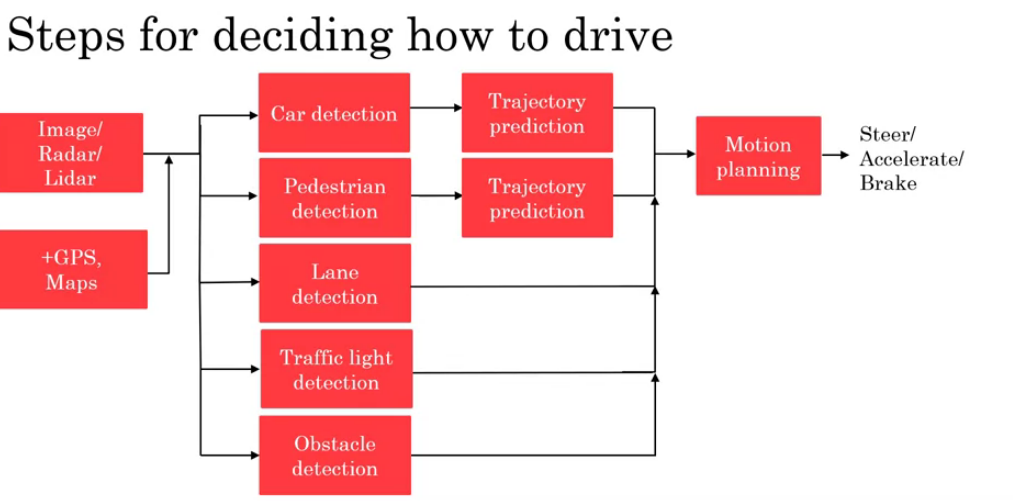 Steps for deciding how to drive
Image/
Radar/
Lidar
+GPS,
Maps
Car detection
Trajectory
prediction
Pedestrian
detection
Trajectory
prediction
Lane
detection
Traffic light
detection
Obstacle
detection
Motion
planning
Steer/
Accelerate/
Brake